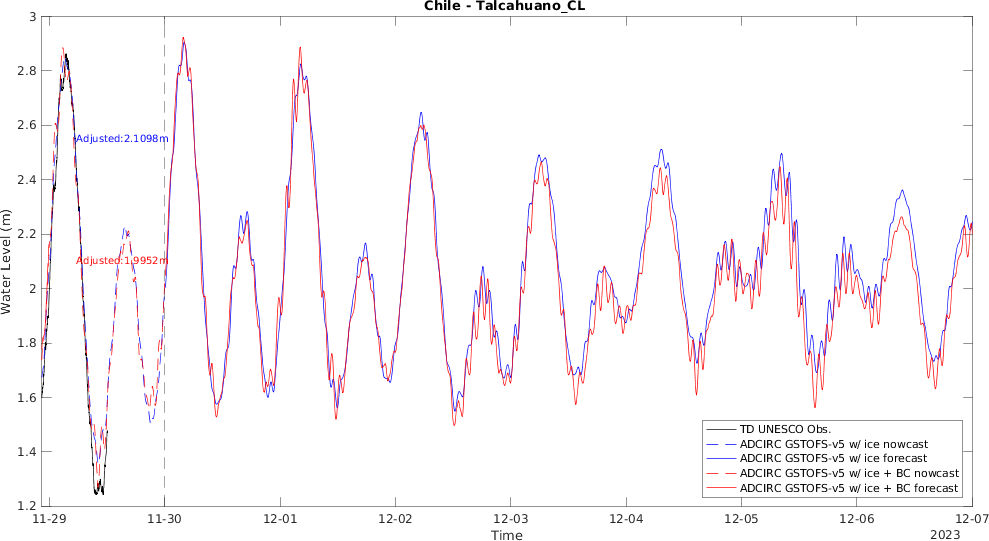 Chile - Talcahuano_CL
Water Level (m)
3
2.8
2.6
2.4
2.2
2
1.8
1.6
1.4
1.2
Adjusted:2.1098m
Adjusted:1.9952m
TD UNESCO Obs.
ADCIRC GSTOFS-v5 w/ ice nowcast
ADCIRC GSTOFS-v5 w/ ice forecast
ADCIRC GSTOFS-v5 w/ ice + BC nowcast
ADCIRC GSTOFS-v5 w/ ice + BC forecast
11-29 11-30 12-01 12-02 12-03 12-04 12-05 12-06 12-07
Time
2023